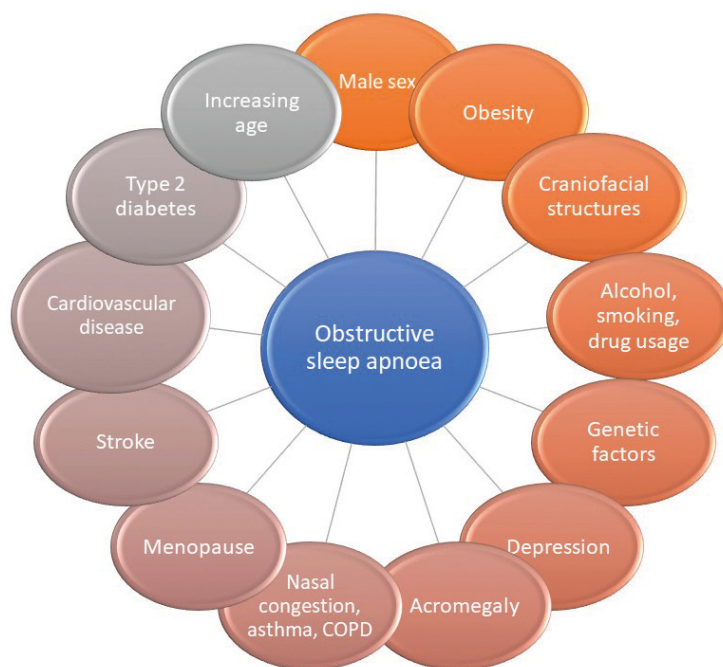 Male sex
Obesity
Craniofacial
structures
Alcohol,
smoking,
drug usage
Genetic
factors
Depression
Acromegaly
Nasal
congestion,
asthma, COPD
Menopause
Stroke
Cardiovascular
disease
Type 2
diabetes
Increasing
age
Obstructive
sleep apnoea